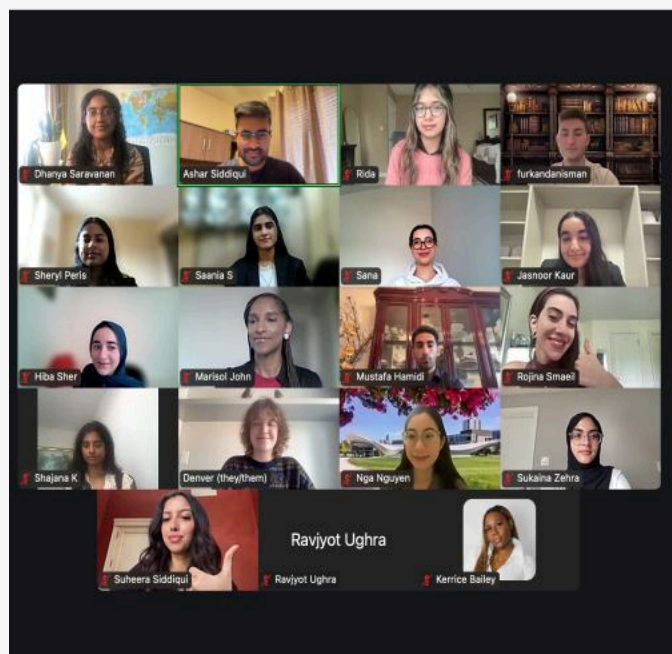 Dhanya Saravanan
Ashar Siddiqui
Rida
furkandanisman
Sheryl Peris
Saania S
Sana
Jasnoor Kaur
Hiba Sher
Marisol John
Mustafa Hamidi
Rojina Smaeil
Shajana K
Denver (they/them)
Nga Nguyen
Sukaina Zehra
Suheera Siddiqui
Ravjyot Ughra
Ravjyot Ughra
Kerrice Bailey